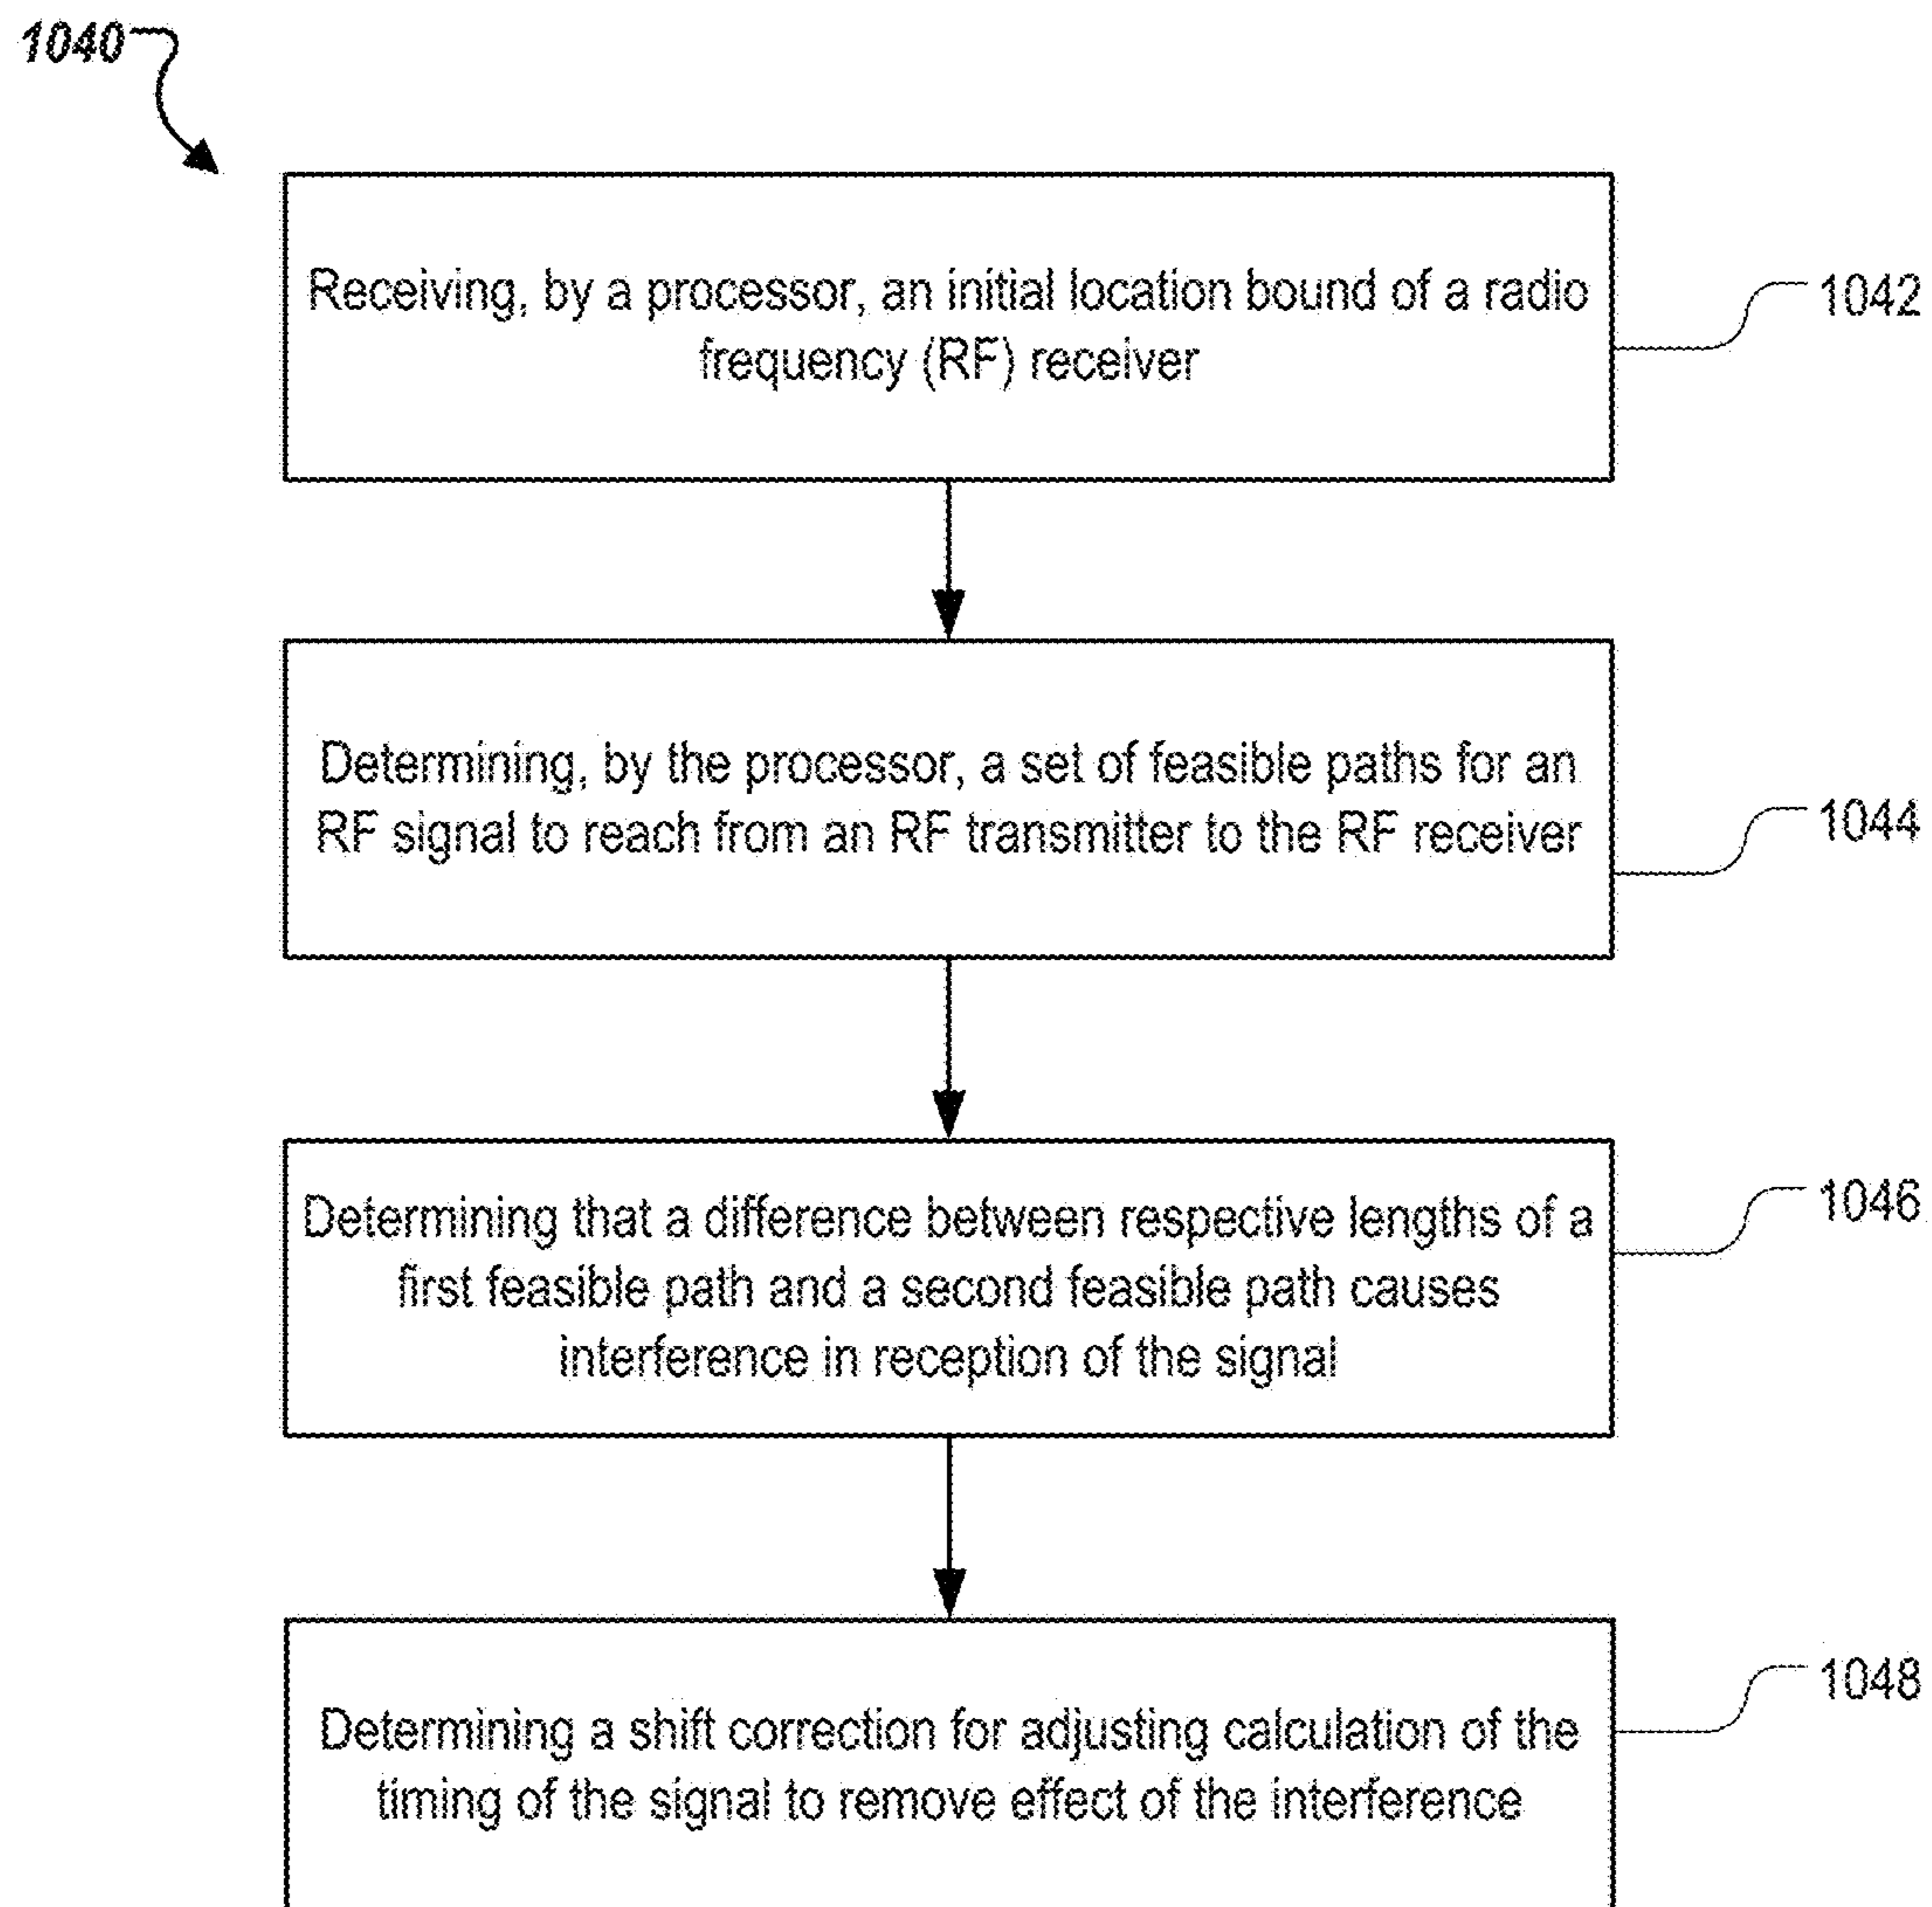 1040
Receiving, by a processor, an initial location bound of a radio
frequency (RF) receiver
1042
Determining, by the processor, a set of feasible paths for an
RF signal to reach from an RF transmitter to the RF receiver
1044
Determining that a difference between respective lengths of a
first feasible path and a second feasible path causes
interference in reception of the signal
1046
Determining a shift correction for adjusting calculation of the
timing of the signal to remove effect of the interference
1048